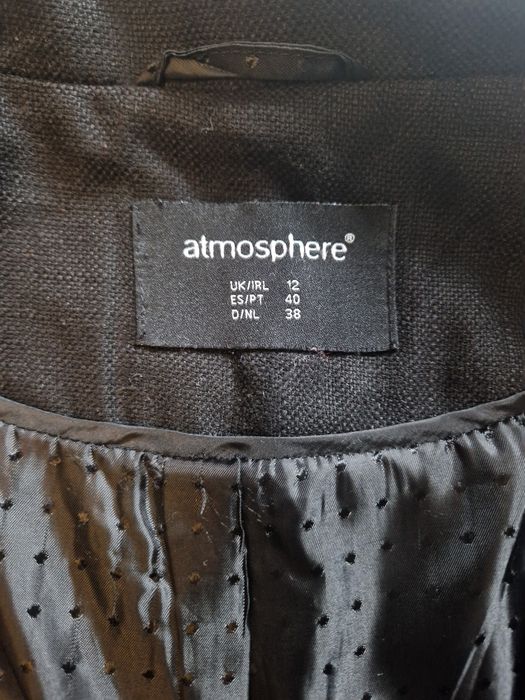 atmosphere®
UK/IRL 12
ES/PT 40
D/NL 38